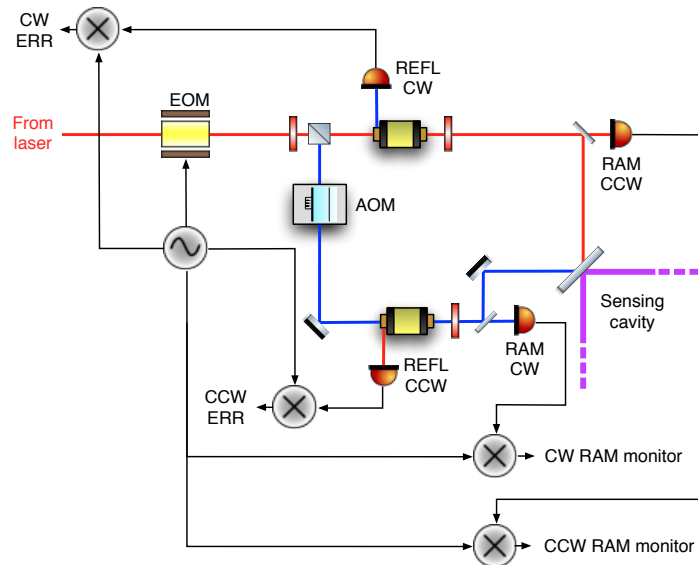 CW
ERR
REFL
CW
EOM
From
laser
RAM
CCW
AOM
Sensing
cavity
RAM
CW
REFL
CCW
CCW
ERR
CW RAM monitor
CCW RAM monitor